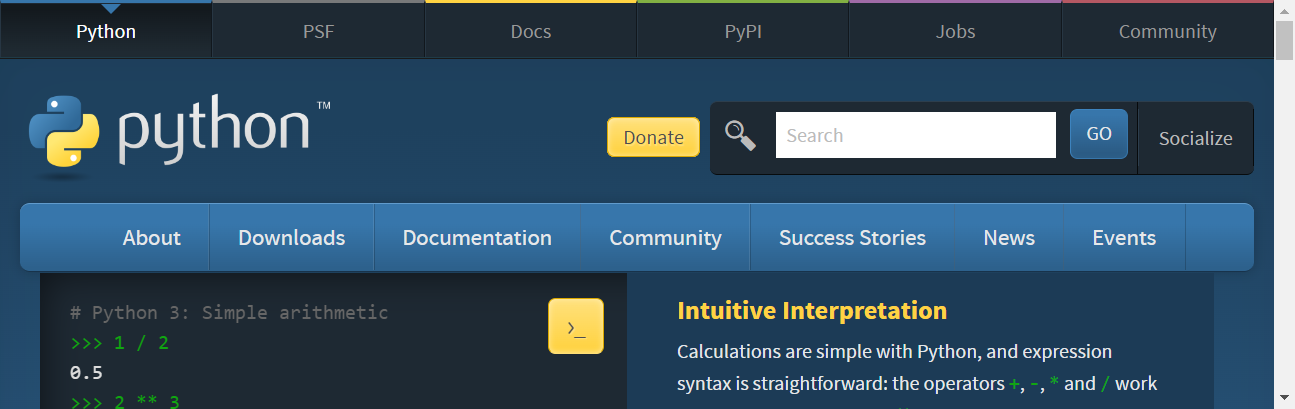 Python PSF Docs PyPI Jobs Community
python™
Donate Search GO Socialize
About Downloads Documentation Community Success Stories News Events
# Python 3: Simple arithmetic
>>> 1 / 2
0.5
>>> 2 ** 3
>_
Intuitive Interpretation
Calculations are simple with Python, and expression
syntax is straightforward: the operators +, -, * and / work